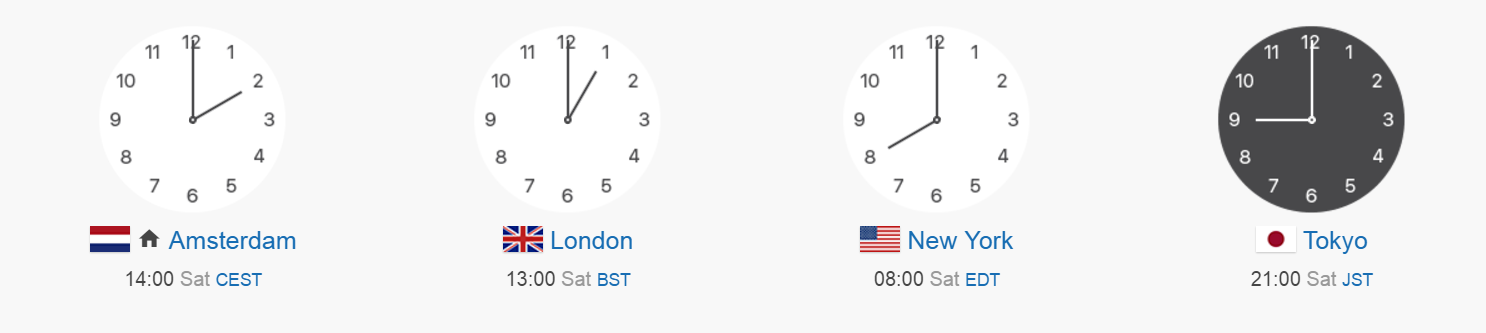 12 1 2 3 4 5 6 7 8 9 10 11
Amsterdam
14:00 Sat CEST
12 1 2 3 4 5 6 7 8 9 10 11
London
13:00 Sat BST
12 1 2 3 4 5 6 7 8 9 10 11
New York
08:00 Sat EDT
12 1 2 3 4 5 6 7 8 9 10 11
Tokyo
21:00 Sat JST